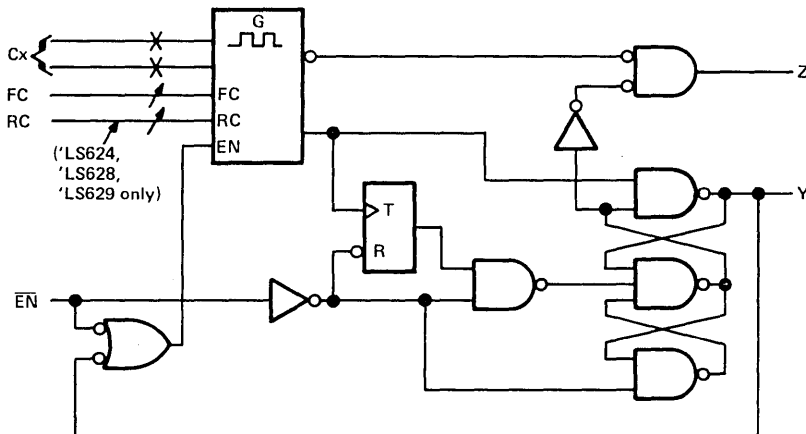 G
Cx
FC
RC
FC
RC
EN
('LS624,
'LS628,
'LS629 only)
T
R
EN
Z
Y